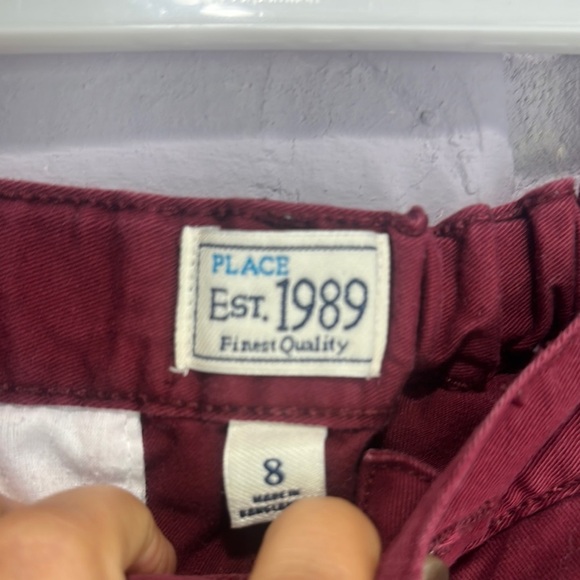 PLACE
EST. 1989
Finest Quality
8
MADE IN